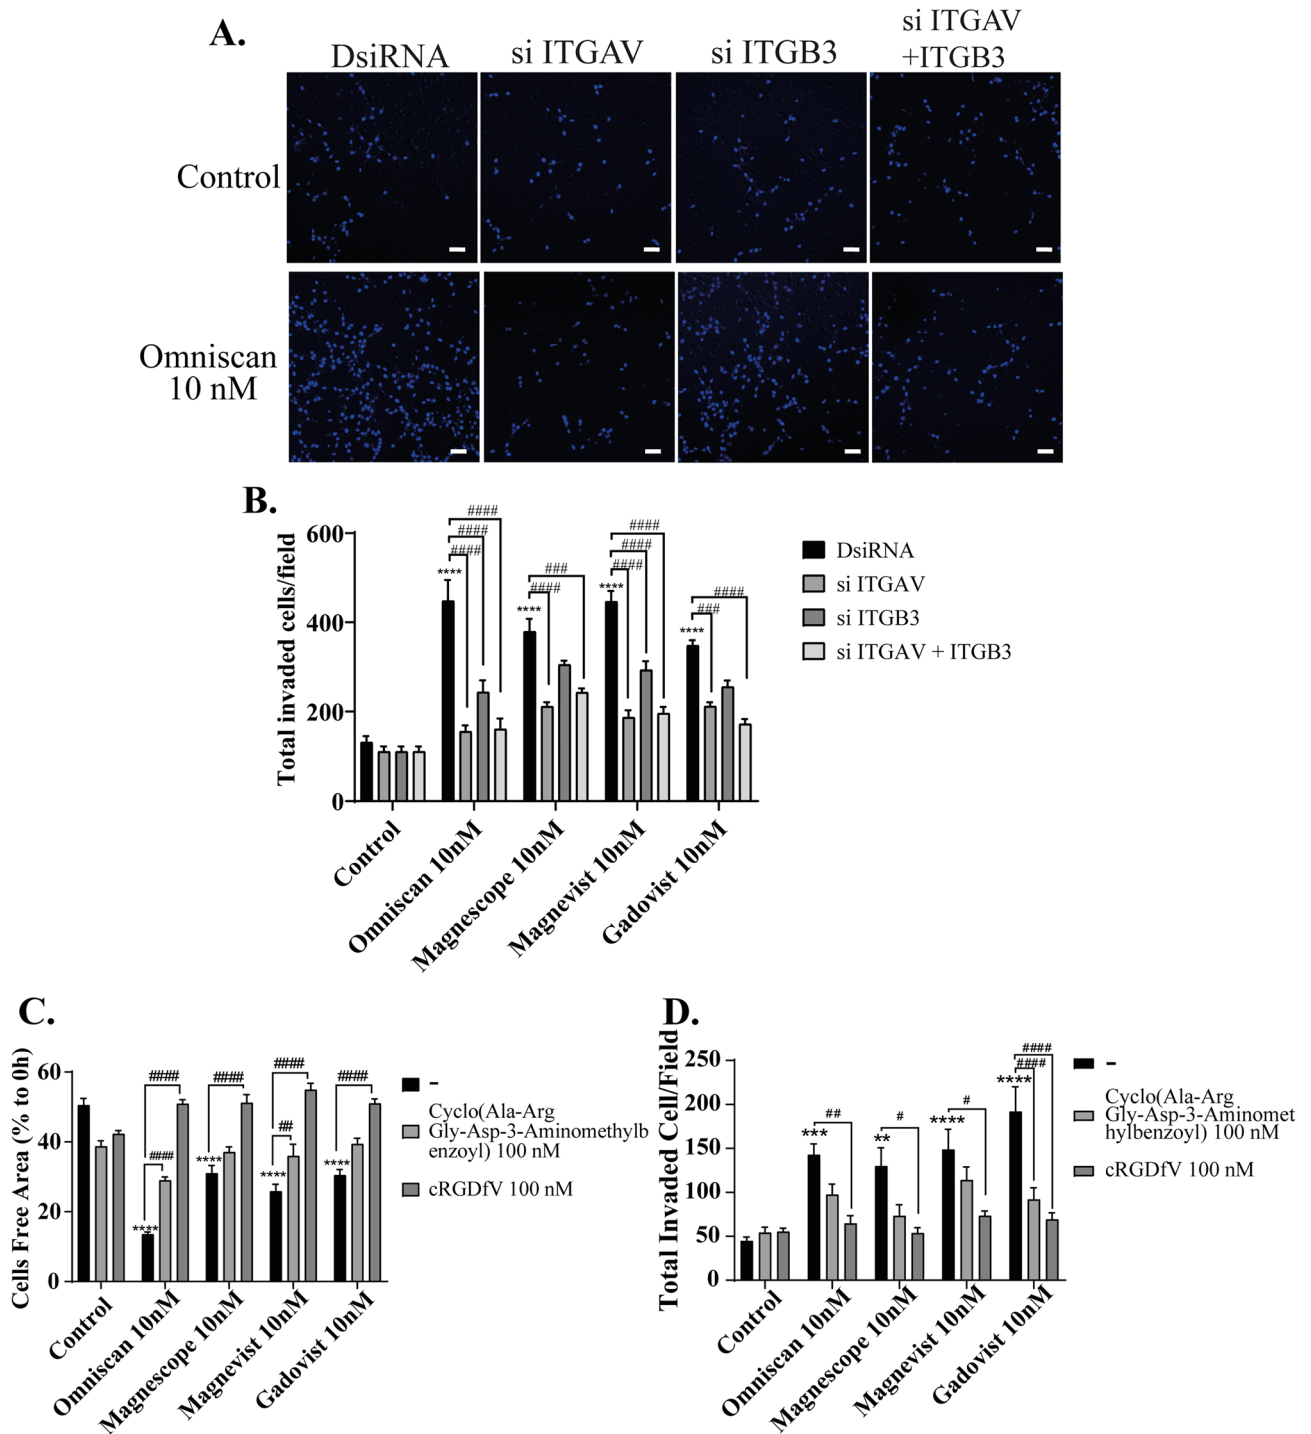 A.
DsiRNA
si ITGAV
si ITGB3
si ITGAV
+ITGB3
Control
Omniscan
10 nM
B.
Total invaded cells/field
600
400
200
0
####
####
####
****
###
####
****
####
####
####
****
####
###
****
Control
Omniscan 10nM
Magnescope 10nM
Magnevist 10nM
Gadovist 10nM
DsiRNA
si ITGAV
si ITGB3
si ITGAV + ITGB3
C.
Cells Free Area (% to 0h)
60
40
20
0
####
####
****
####
****
####
##
****
####
****
Control
Omniscan 10nM
Magnescope 10nM
Magnevist 10nM
Gadovist 10nM
-
Cyclo(Ala-Arg
Gly-Asp-3-Aminomethylb
enzoyl) 100 nM
cRGDfV 100 nM
D.
Total Invaded Cell/Field
250
200
150
100
50
0
##
***
#
**
#
****
####
####
****
Control
Omniscan 10nM
Magnescope 10nM
Magnevist 10nM
Gadovist 10nM
-
Cyclo(Ala-Arg
Gly-Asp-3-Aminomet
hylbenzoyl) 100 nM
cRGDfV 100 nM